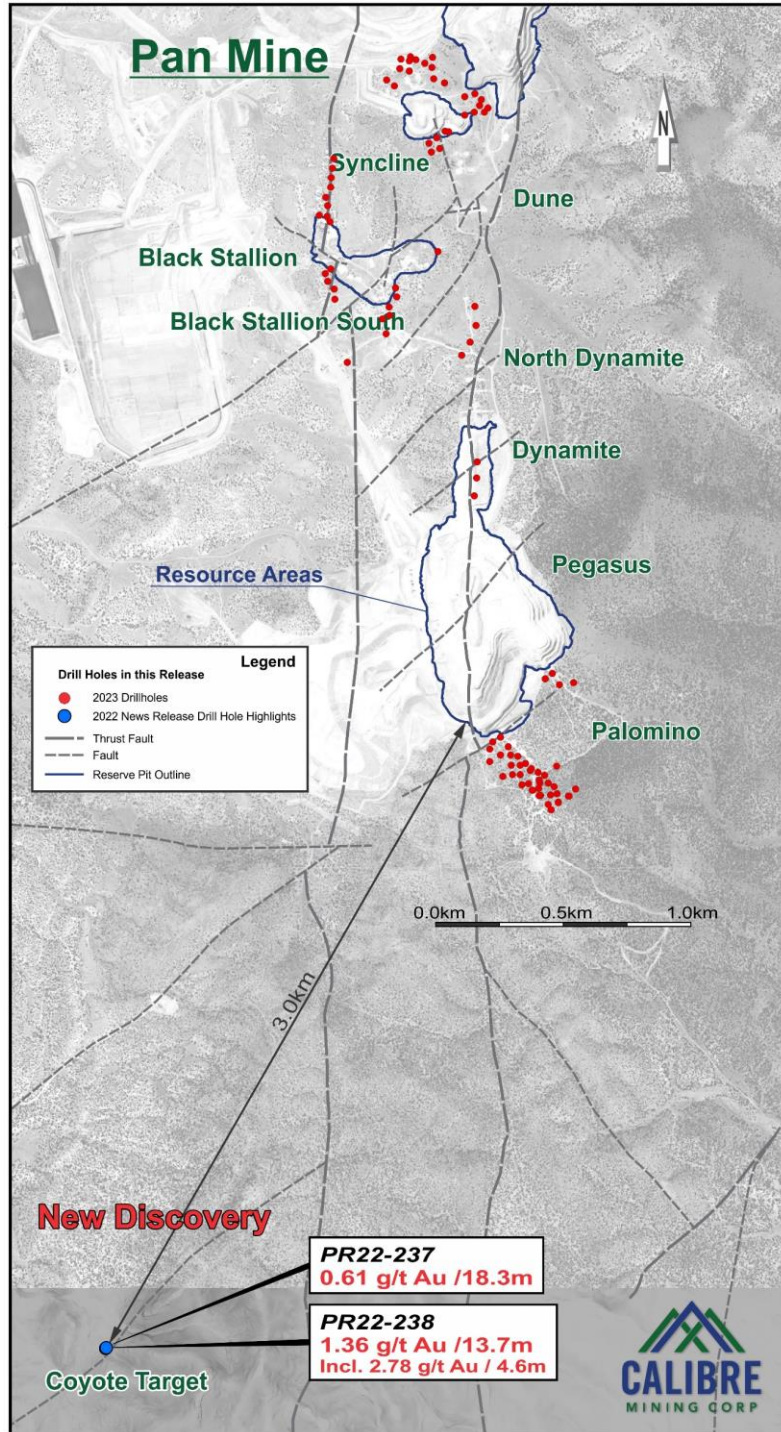 Pan Mine
N
Syncline
Dune
Black Stallion
Black Stallion South
North Dynamite
Dynamite
Resource Areas
Pegasus
Legend
Drill Holes in this Release
2023 Drillholes
2022 News Release Drill Hole Highlights
Thrust Fault
Fault
Reserve Pit Outline
Palomino
0.0km 0.5km 1.0km
3.0km
New Discovery
PR22-237
0.61 g/t Au /18.3m
PR22-238
1.36 g/t Au /13.7m
Incl. 2.78 g/t Au / 4.6m
Coyote Target
CALIBRE
MINING CORP